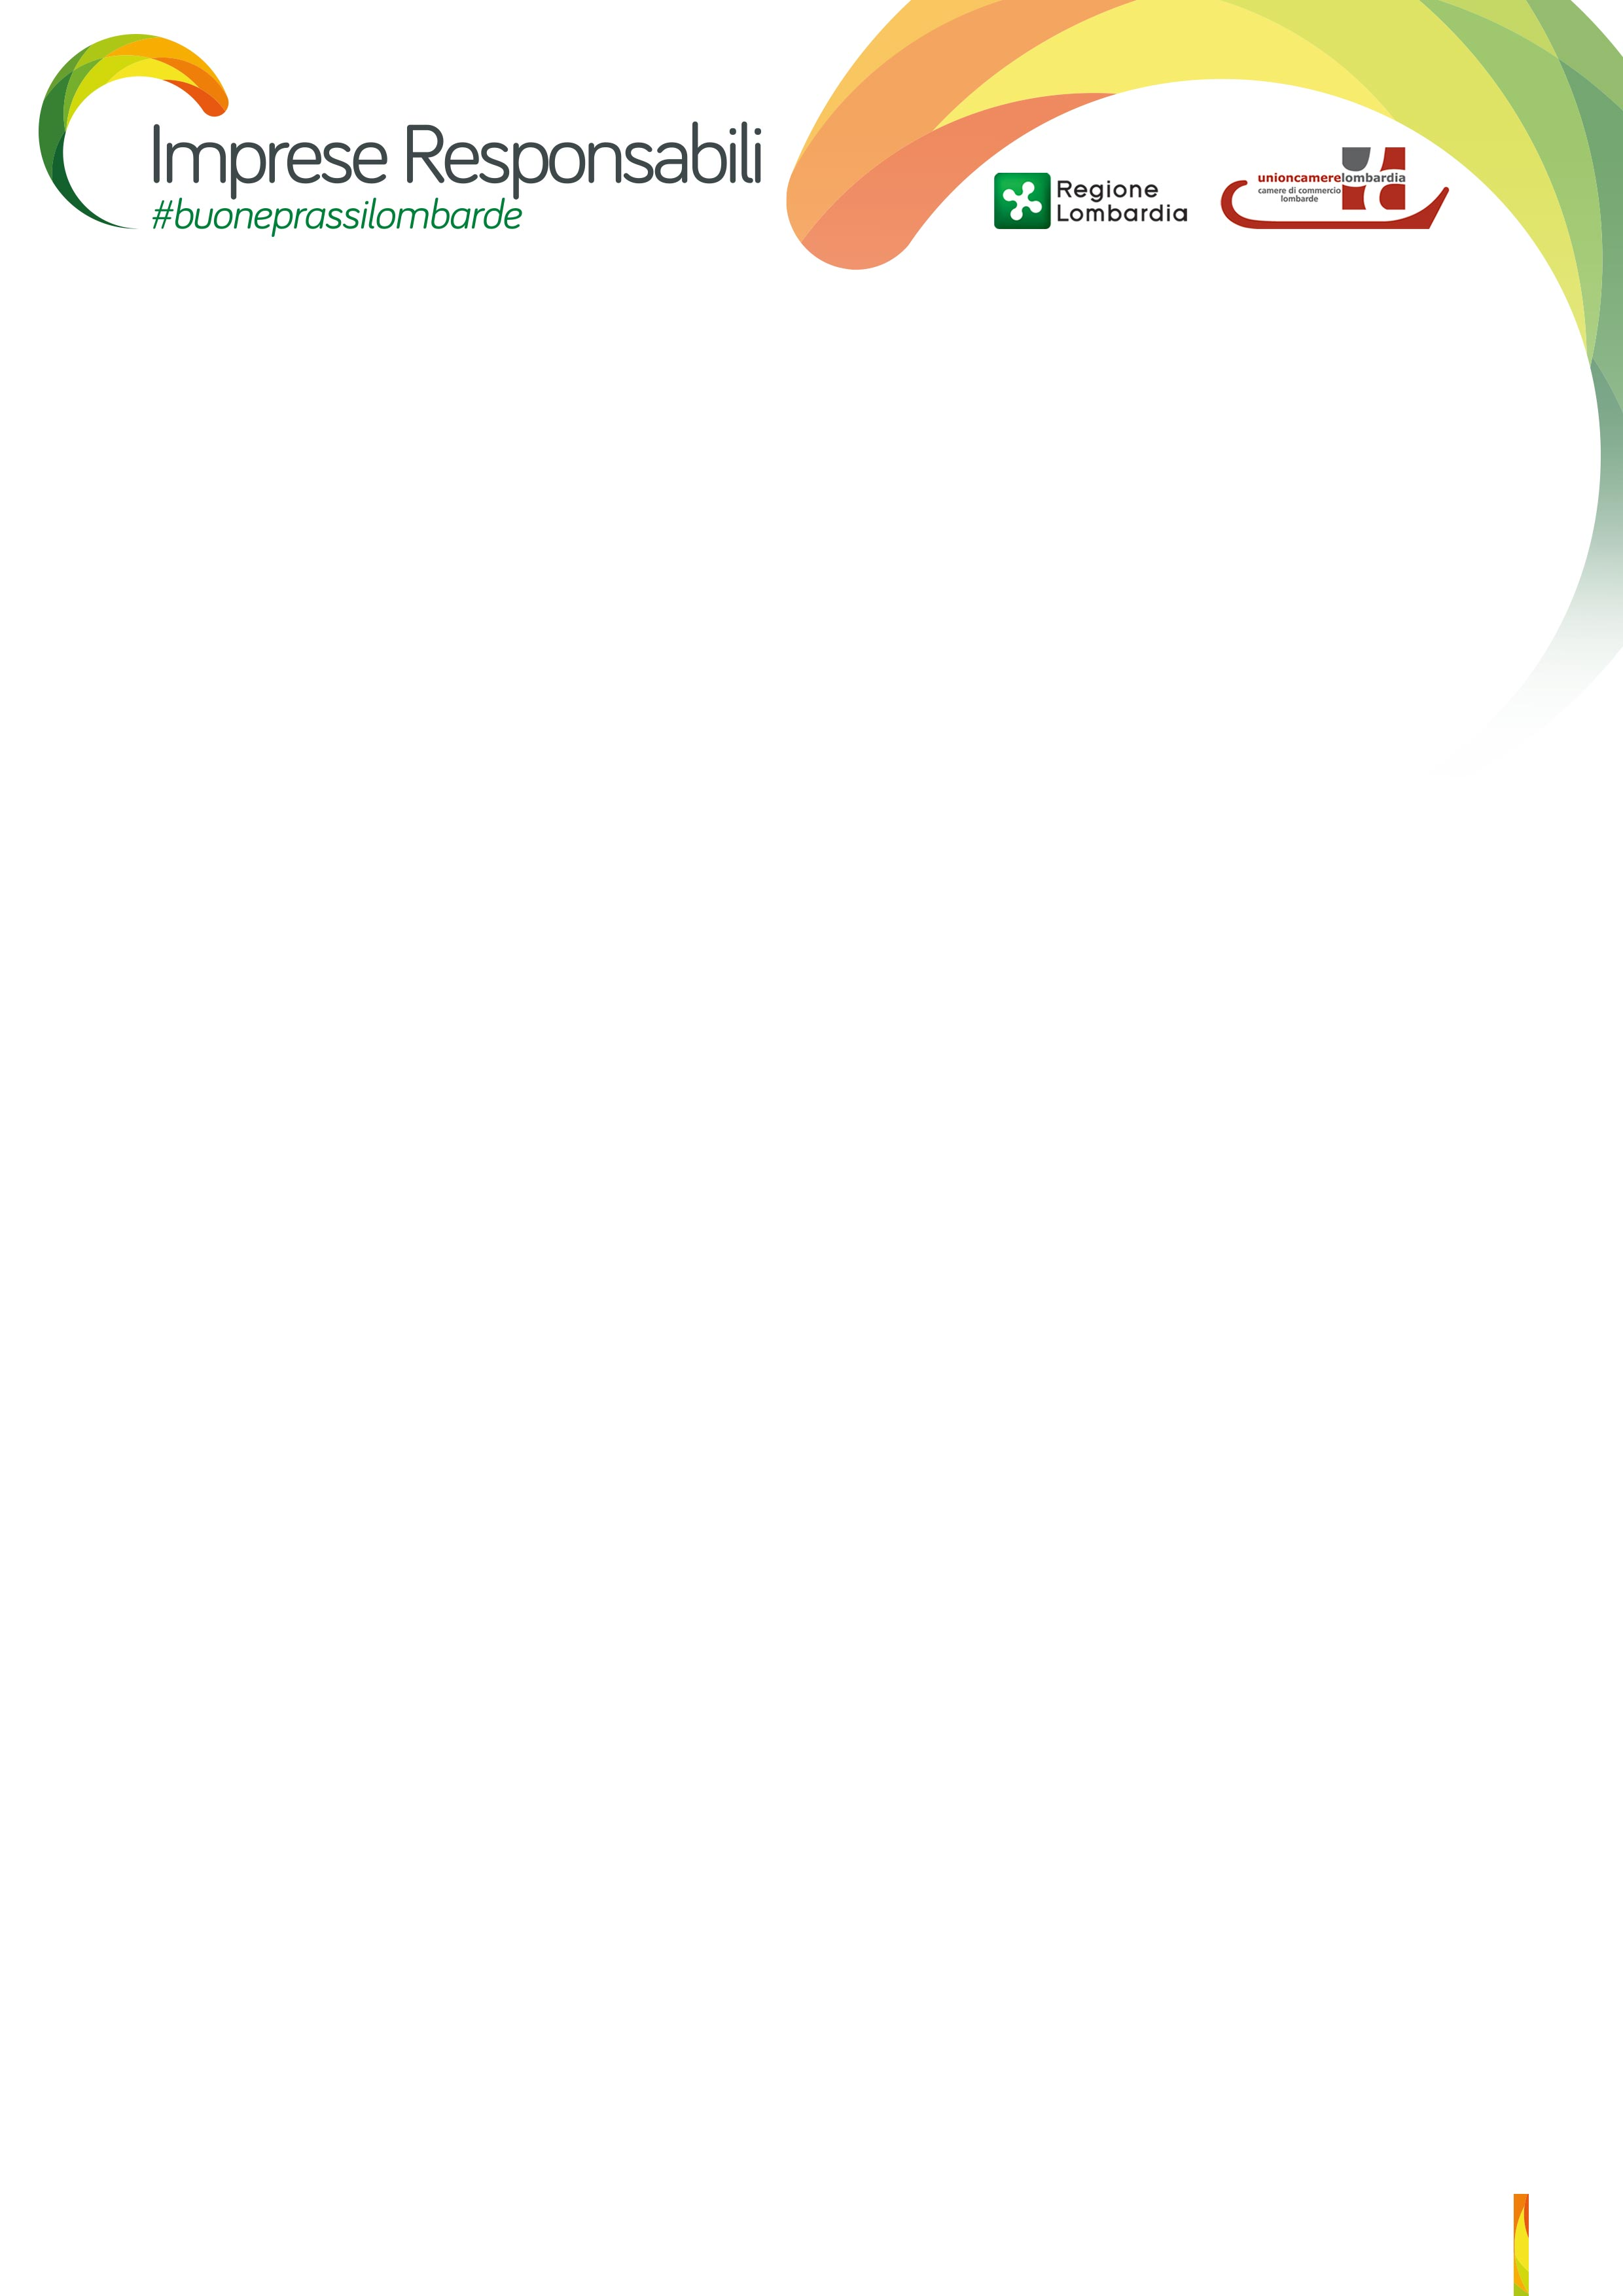 Imprese Responsabili
#buoneprassilombarde
Regione
Lombardia
unioncamerelombardia
camere di commercio
lombarde